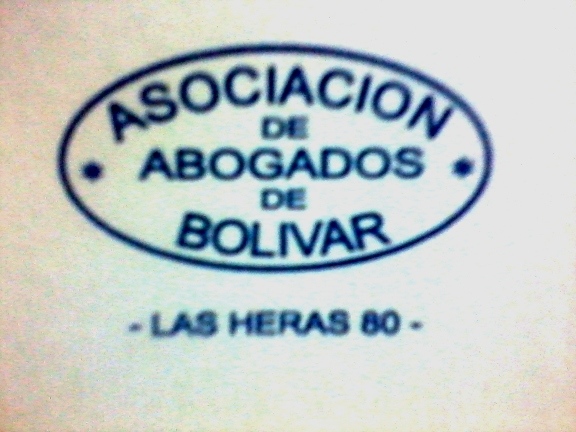 ASOCIACION
DE
ABOGADOS
DE
BOLIVAR
- LAS HERAS 80 -